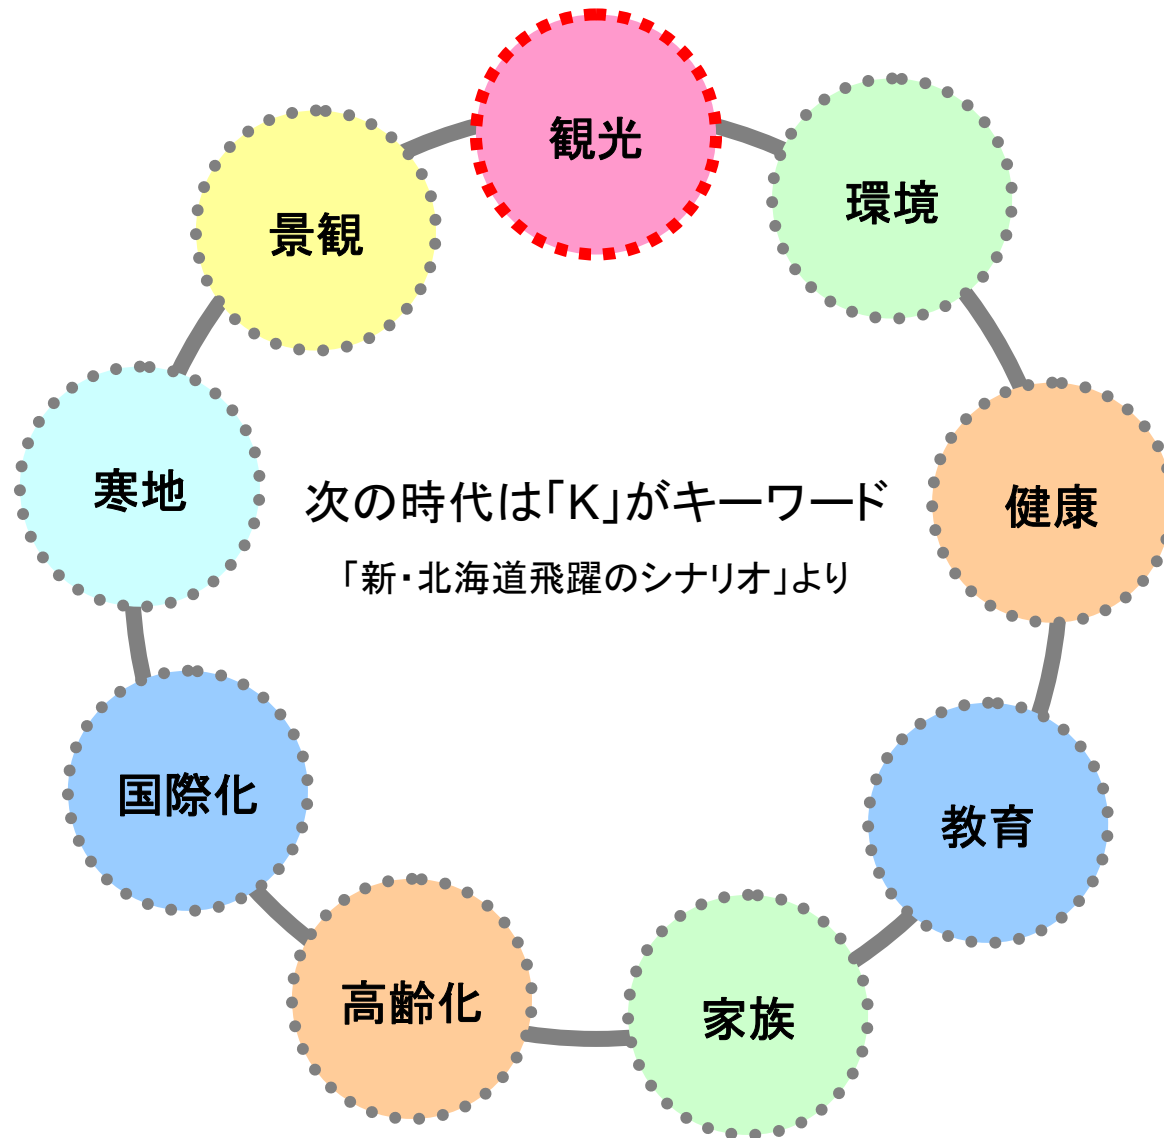 観光
環境
景観
寒地
次の時代は「K」がキーワード
健康
「新・北海道飛躍のシナリオ」より
国際化
教育
高齢化
家族